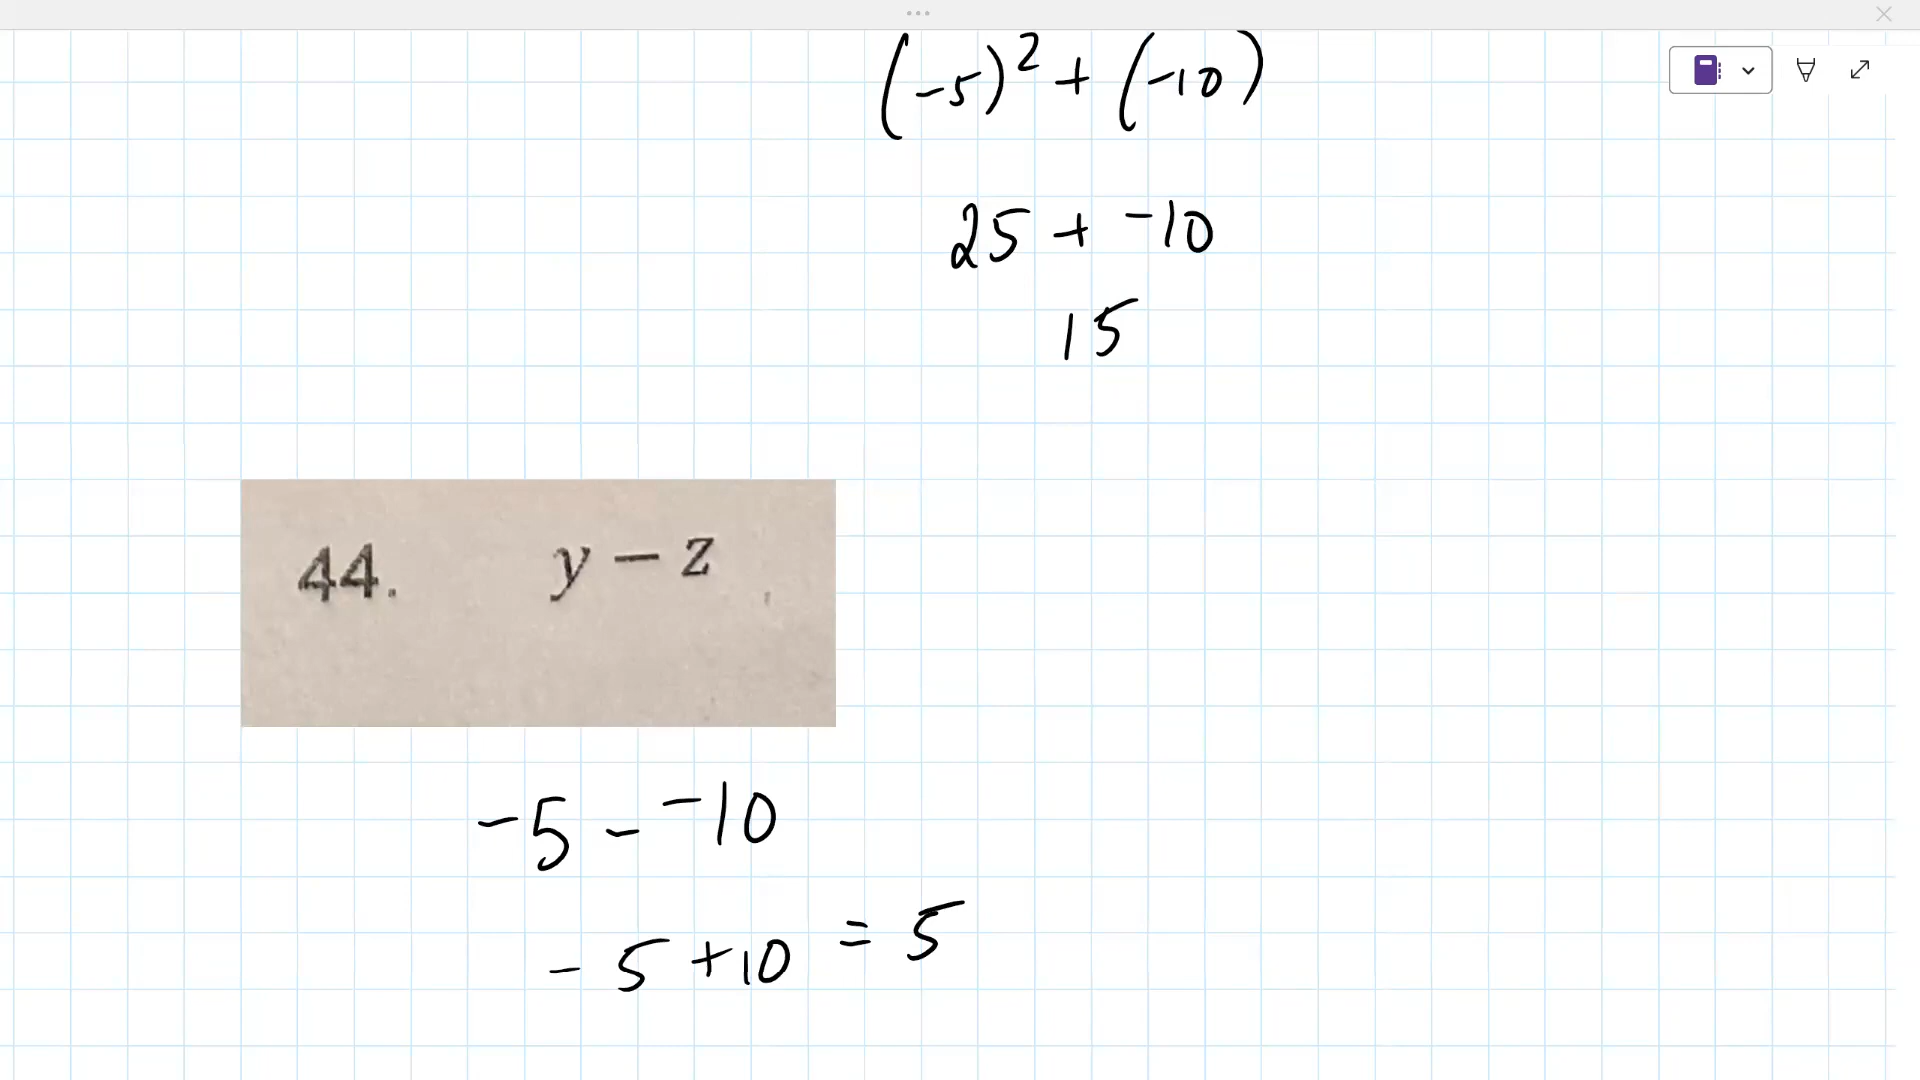 (-5)² + (-10)
25 + -10
15
44. y − z
-5 - -10
-5 +10 = 5